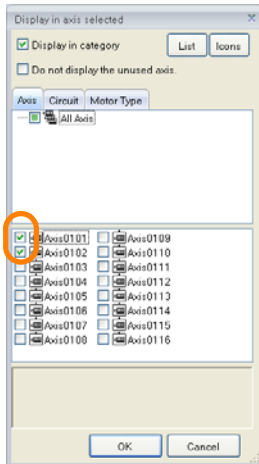 Display in axis selected
Display in category
List
Icons
Do not display the unused axis.
Axis
Circuit
Motor Type
All Axis
Axis0101
Axis0109
Axis0102
Axis0110
Axis0103
Axis0111
Axis0104
Axis0112
Axis0105
Axis0113
Axis0106
Axis0114
Axis0107
Axis0115
Axis0108
Axis0116
OK
Cancel